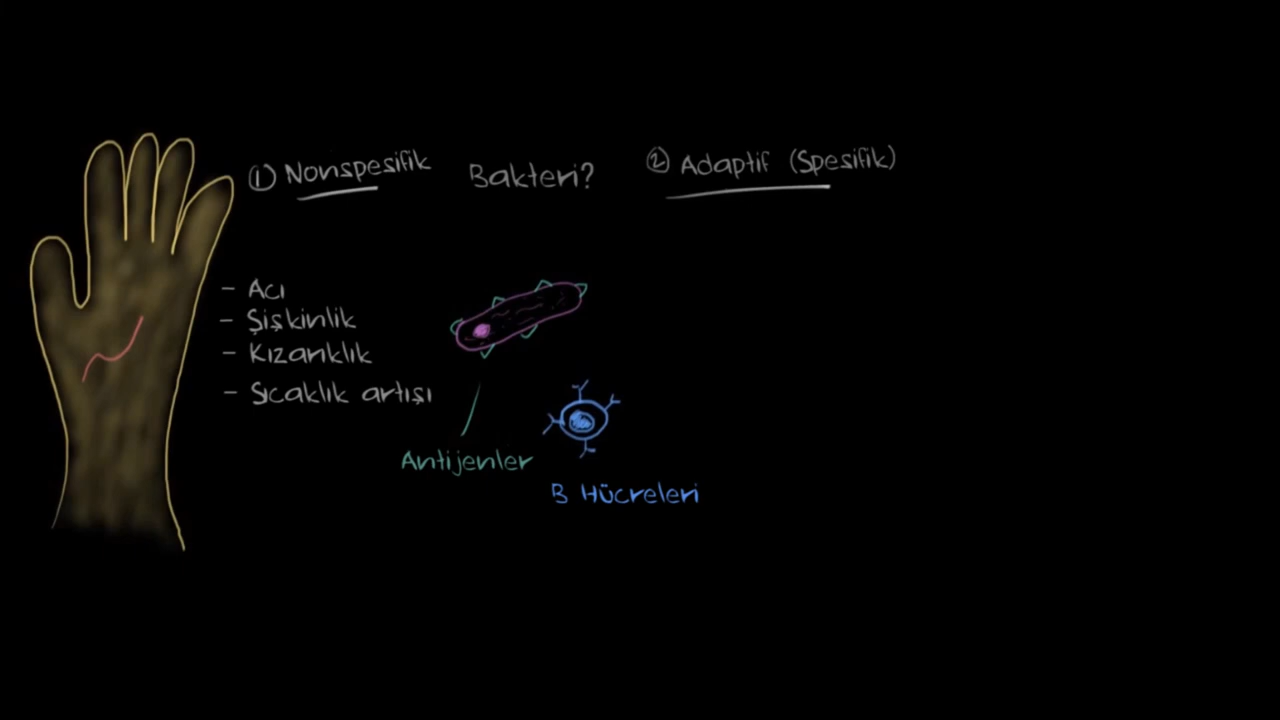 ① Nonspesifik
Bakteri?
② Adaptif (Spesifik)
- Acı
- Şişkinlik
- Kızarıklık
- Sıcaklık artışı
Antijenler
B Hücreleri